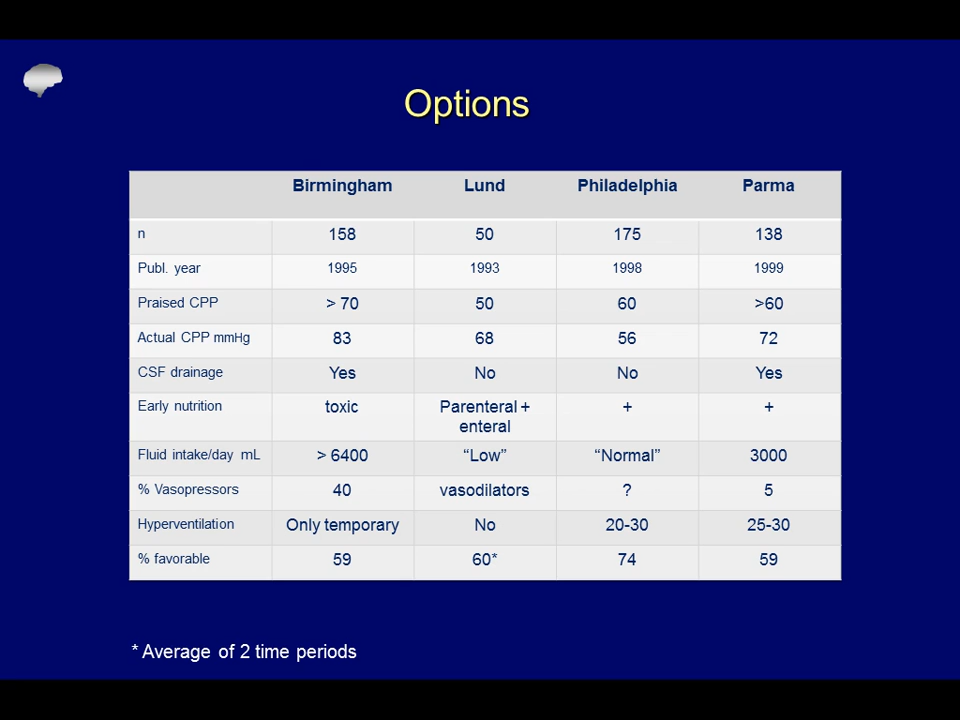 Options
Birmingham Lund Philadelphia Parma
n 158 50 175 138
Publ. year 1995 1993 1998 1999
Praised CPP > 70 50 60 >60
Actual CPP mmHg 83 68 56 72
CSF drainage Yes No No Yes
Early nutrition toxic Parenteral + enteral + +
Fluid intake/day mL > 6400 “Low” “Normal” 3000
% Vasopressors 40 vasodilators ? 5
Hyperventilation Only temporary No 20-30 25-30
% favorable 59 60* 74 59
* Average of 2 time periods